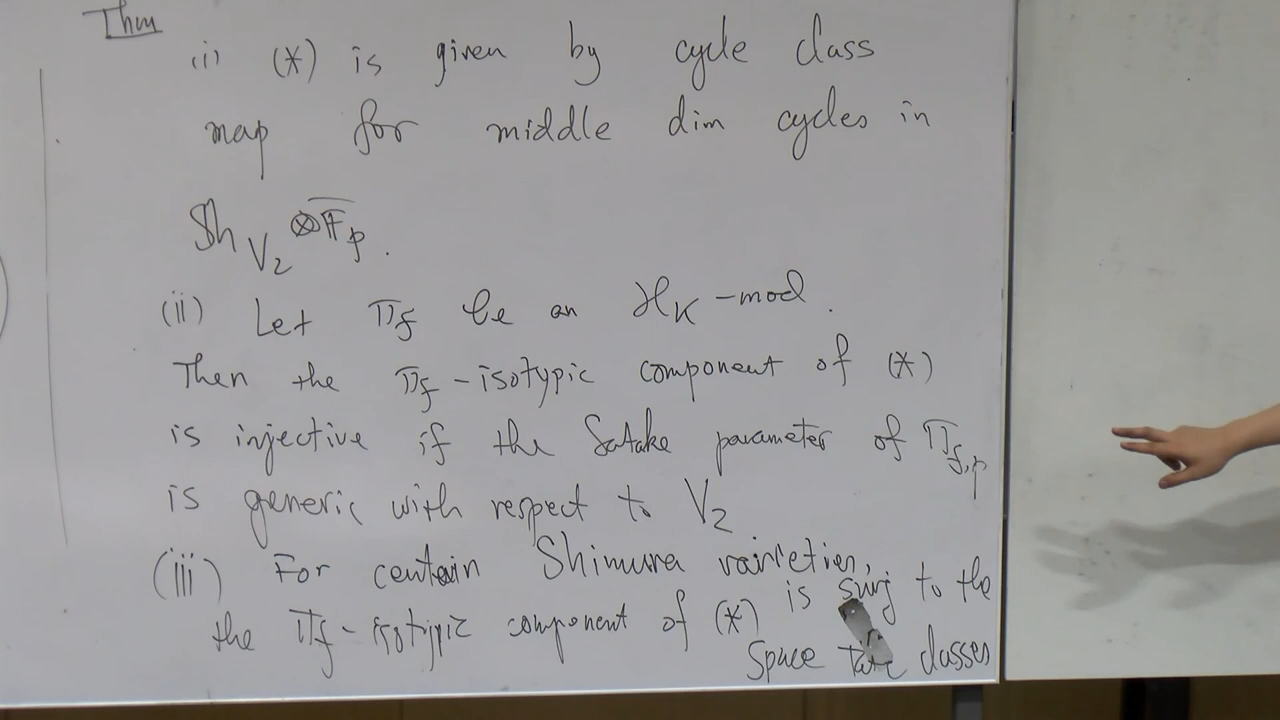 Thm
(i) (*) is given by cycle class
map for middle dim cycles in
Sh_{V_2} ⊗ \overline{𝔽}_p.
(ii) Let π_f be an ℋ_K-mod.
Then the π_f-isotypic component of (*)
is injective if the Satake parameter of π_{f,p}
is generic with respect to V_2
(iii) For certain Shimura varieties,
the π_f-isotypic component of (*) is surj to the
space Tate classes